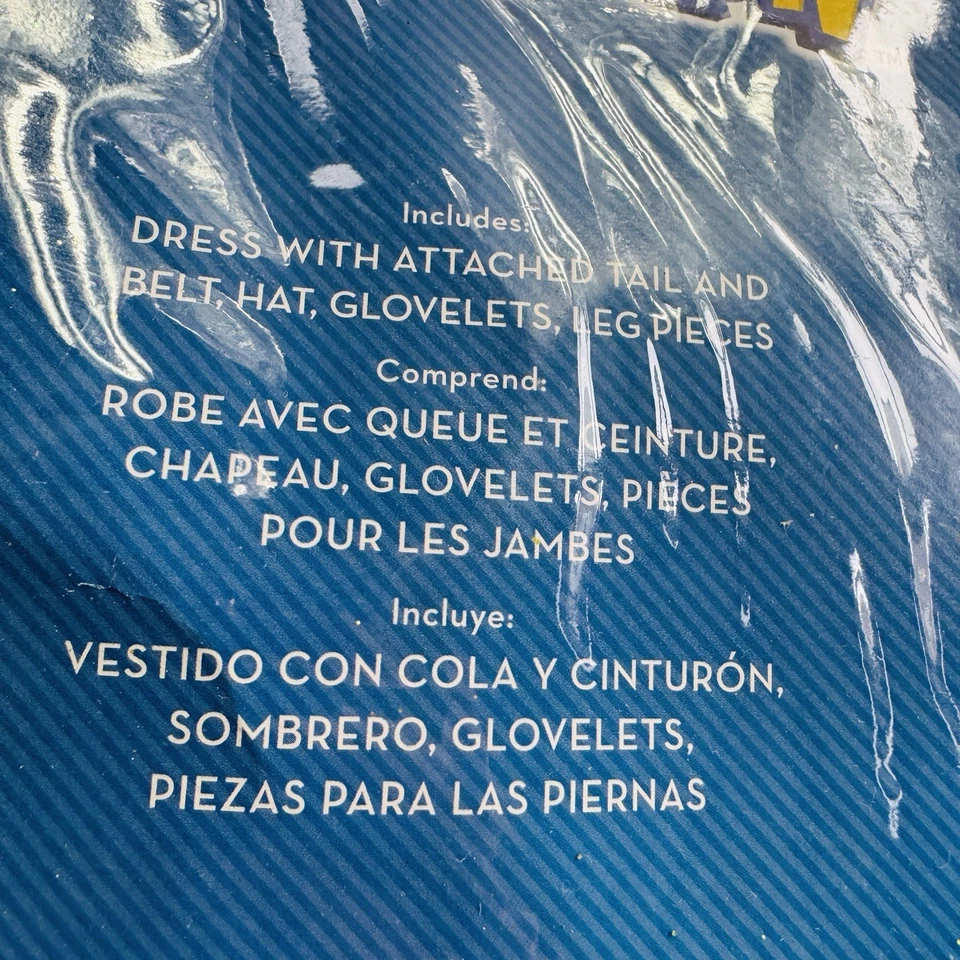 Includes:
DRESS WITH ATTACHED TAIL AND
BELT, HAT, GLOVELETS, LEG PIECES
Comprend:
ROBE AVEC QUEUE ET CEINTURE,
CHAPEAU, GLOVELETS, PIECES
POUR LES JAMBES
Incluye:
VESTIDO CON COLA Y CINTURÓN,
SOMBRERO, GLOVELETS,
PIEZAS PARA LAS PIERNAS